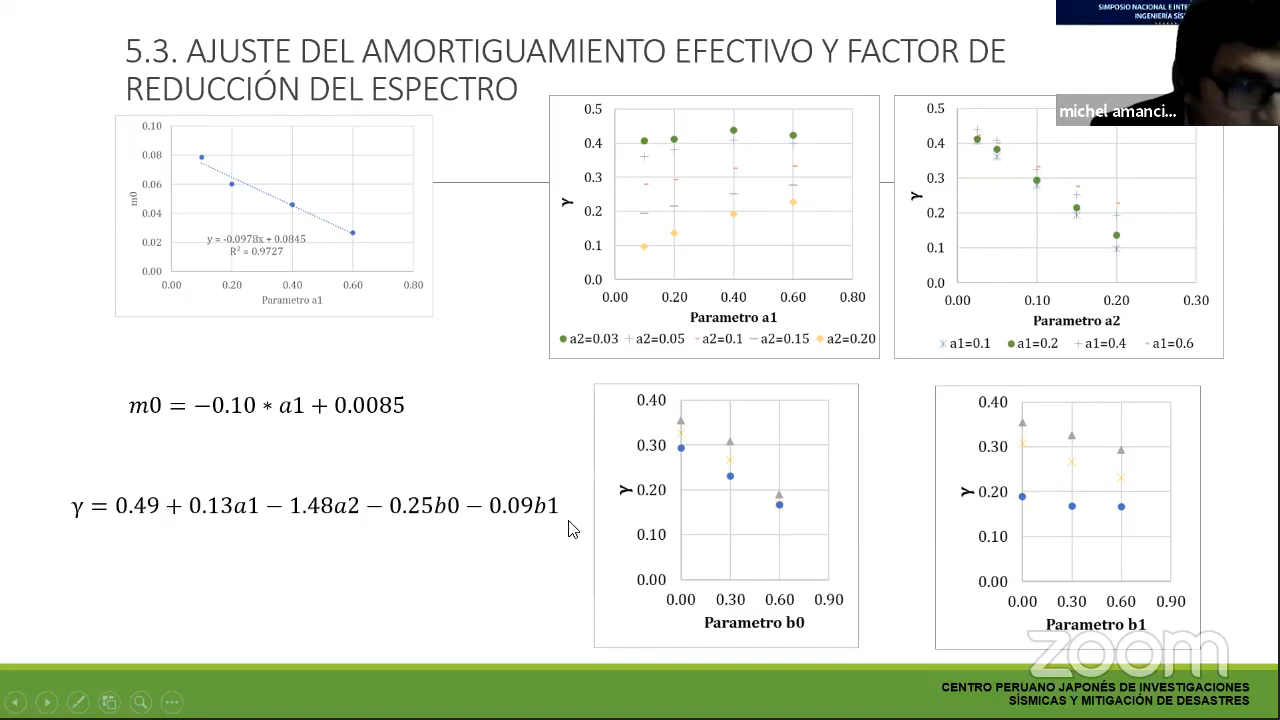 SIMPOSIO NACIONAL E INTE
INGENIERÍA SÍS
5.3. AJUSTE DEL AMORTIGUAMIENTO EFECTIVO Y FACTOR DE
REDUCCIÓN DEL ESPECTRO
michel amanci...
0.10
0.08
0.06
0.04
0.02
0.00
m0
y = -0.0978x + 0.0845
R² = 0.9727
0.00 0.20 0.40 0.60 0.80
Parametro a1
0.5
0.4
0.3
0.2
0.1
0.0
γ
0.00 0.20 0.40 0.60 0.80
Parametro a1
a2=0.03 a2=0.05 a2=0.1 a2=0.15 a2=0.20
0.5
0.4
0.3
0.2
0.1
0.0
γ
0.00 0.10 0.20 0.30
Parametro a2
a1=0.1 a1=0.2 a1=0.4 a1=0.6
m0 = −0.10 ∗ a1 + 0.0085
γ = 0.49 + 0.13a1 − 1.48a2 − 0.25b0 − 0.09b1
0.40
0.30
0.20
0.10
0.00
γ
0.00 0.30 0.60 0.90
Parametro b0
0.40
0.30
0.20
0.10
0.00
γ
0.00 0.30 0.60 0.90
Parametro b1
zoom
CENTRO PERUANO JAPONÉS DE INVESTIGACIONES
SÍSMICAS Y MITIGACIÓN DE DESASTRES